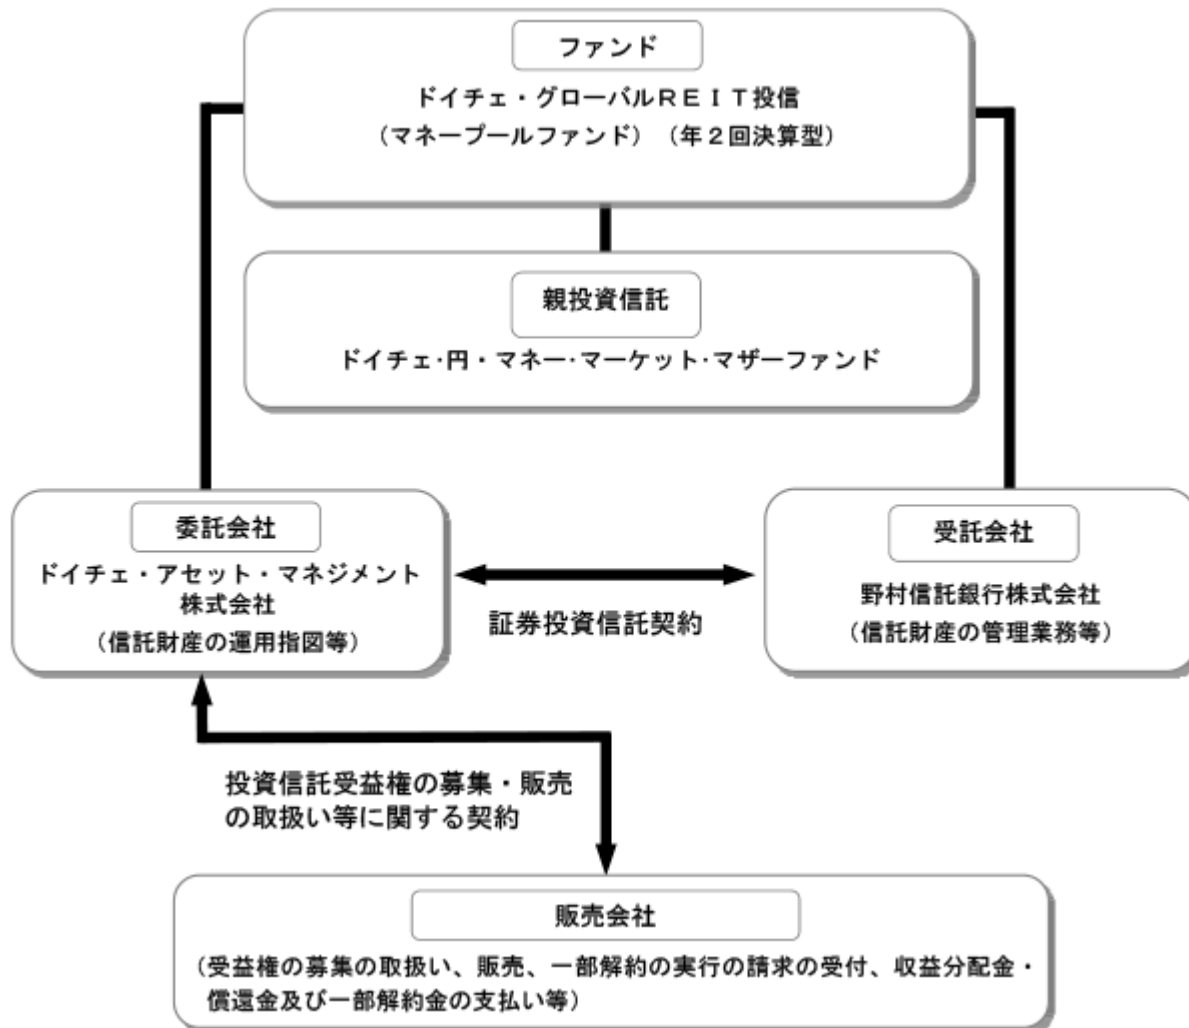 ファンド
ドイチェ・グローバルREIT投信
（マネープールファンド）（年２回決算型）
親投資信託
ドイチェ・円・マネー・マーケット・マザーファンド
委託会社
ドイチェ・アセット・マネジメント
株式会社
（信託財産の運用指図等）
証券投資信託契約
受託会社
野村信託銀行株式会社
（信託財産の管理業務等）
投資信託受益権の募集・販売
の取扱い等に関する契約
販売会社
（受益権の募集の取扱い、販売、一部解約の実行の請求の受付、収益分配金・
償還金及び一部解約金の支払い等）